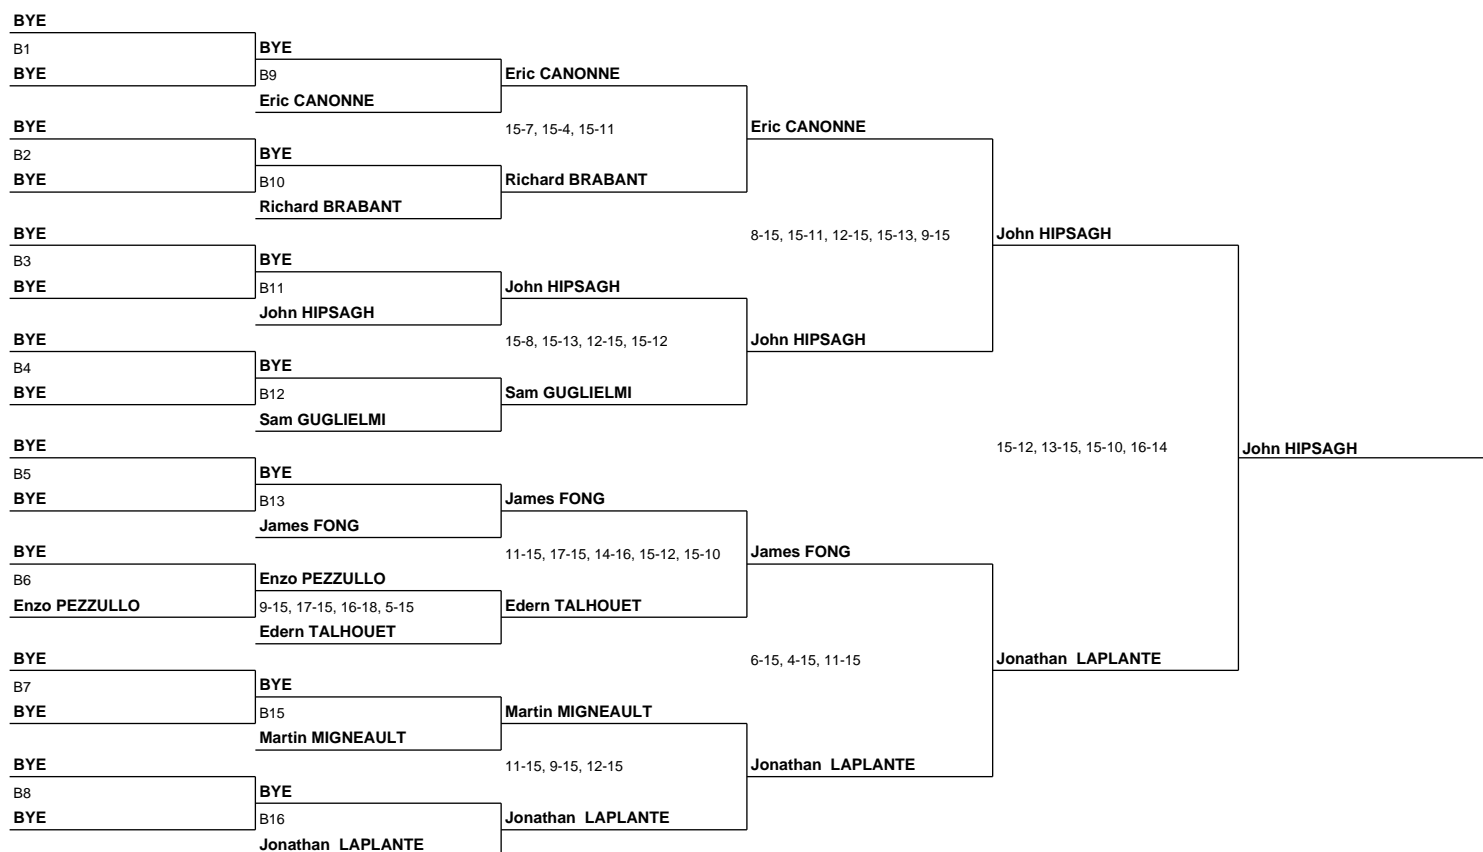 BYE
B1
BYE
BYE
B9
Eric CANONNE
Eric CANONNE
BYE
B2
BYE
BYE
B10
Richard BRABANT
15-7, 15-4, 15-11
Richard BRABANT
Eric CANONNE
BYE
B3
BYE
BYE
B11
John HIPSAGH
John HIPSAGH
8-15, 15-11, 12-15, 15-13, 9-15
John HIPSAGH
BYE
B4
BYE
BYE
B12
Sam GUGLIELMI
15-8, 15-13, 12-15, 15-12
Sam GUGLIELMI
John HIPSAGH
BYE
B5
BYE
BYE
B13
James FONG
James FONG
15-12, 13-15, 15-10, 16-14
John HIPSAGH
BYE
B6
Enzo PEZZULLO
Enzo PEZZULLO
9-15, 17-15, 16-18, 5-15
Edern TALHOUET
11-15, 17-15, 14-16, 15-12, 15-10
Edern TALHOUET
James FONG
BYE
B7
BYE
BYE
B15
Martin MIGNEAULT
Martin MIGNEAULT
6-15, 4-15, 11-15
Jonathan  LAPLANTE
BYE
B8
BYE
BYE
B16
Jonathan  LAPLANTE
11-15, 9-15, 12-15
Jonathan  LAPLANTE
Jonathan  LAPLANTE